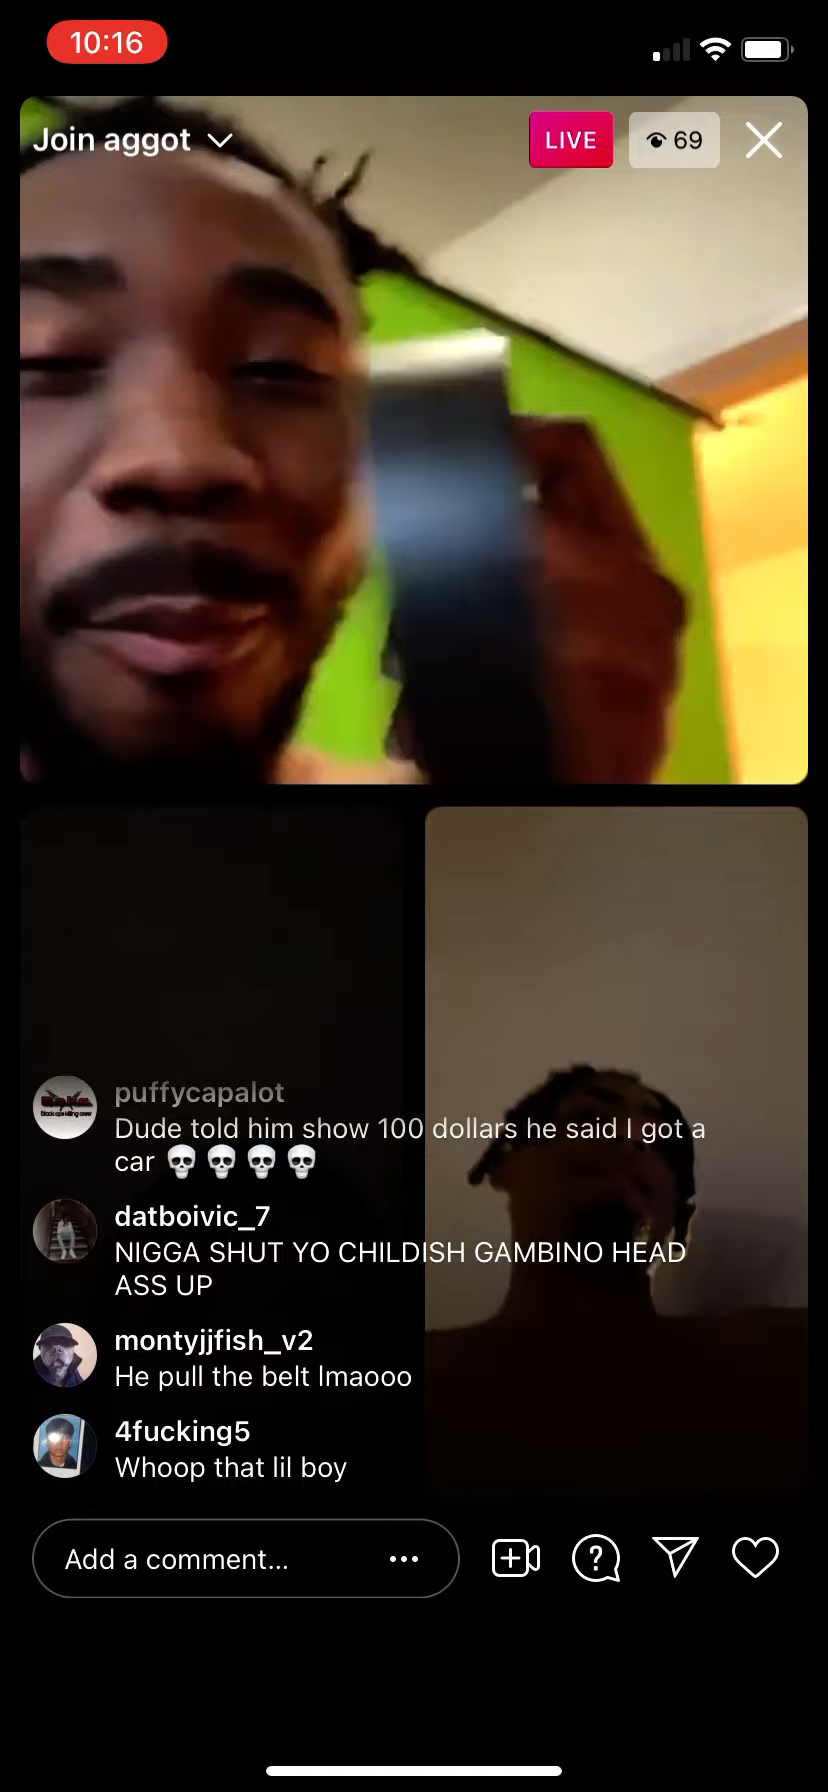 10:16
Join aggot
LIVE
69
puffycapalot
Dude told him show 100 dollars he said I got a
car 💀💀💀💀
datboivic_7
NIGGA SHUT YO CHILDISH GAMBINO HEAD
ASS UP
montyjjfish_v2
He pull the belt lmaooo
4fucking5
Whoop that lil boy
Add a comment...